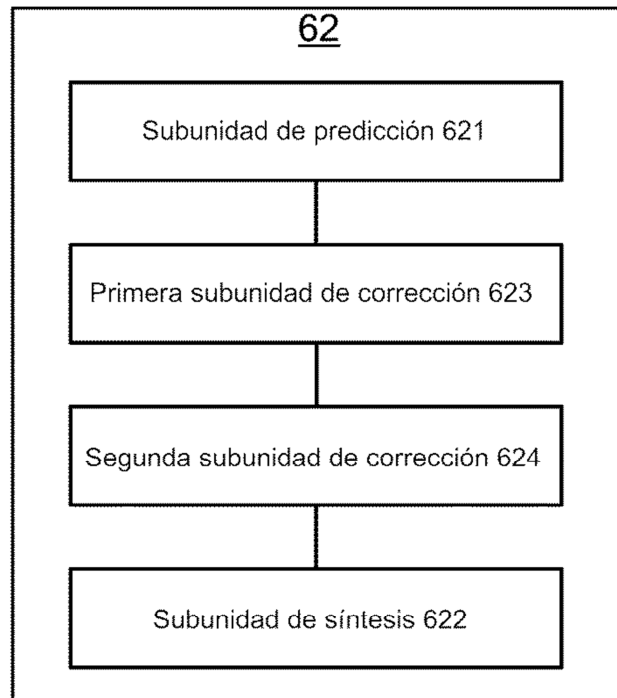 62
Subunidad de predicción 621
Primera subunidad de corrección 623
Segunda subunidad de corrección 624
Subunidad de síntesis 622